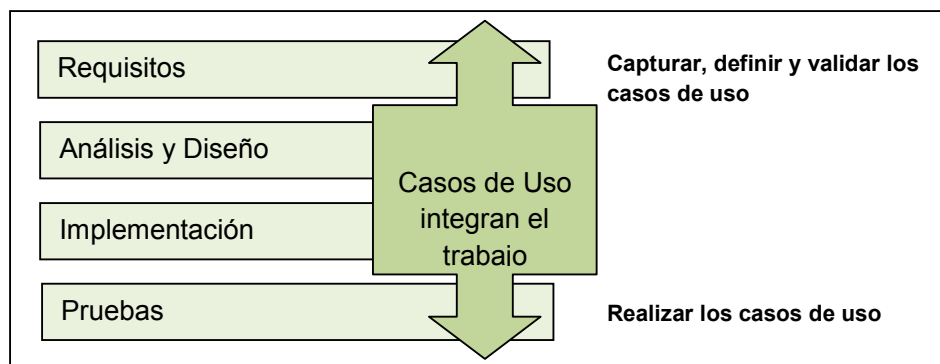 Requisitos
Capturar, definir y validar los
casos de uso
Análisis y Diseño
Casos de Uso
integran el
trabajo
Implementación
Pruebas
Realizar los casos de uso